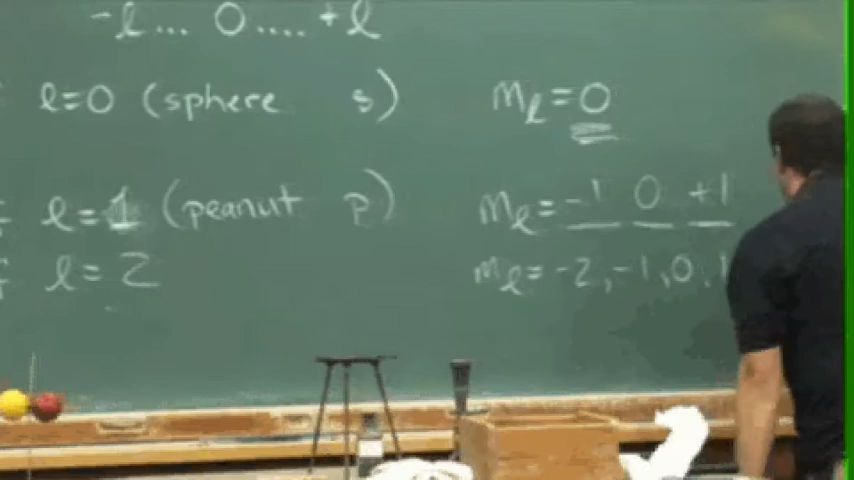 -ℓ... 0 .... +ℓ
ℓ=0 (sphere s) mℓ=0
ℓ=1 (peanut p) mℓ=-1 0 +1
ℓ=2 mℓ=-2,-1,0,1